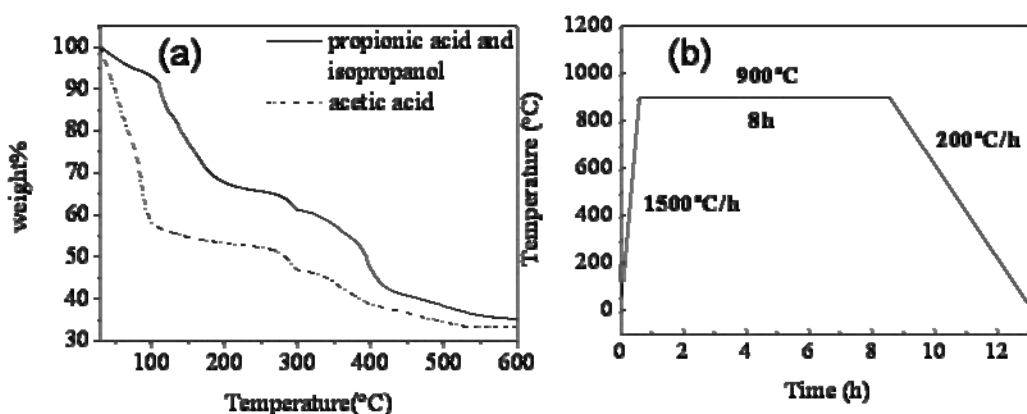 (a)
propionic acid and
isopropanol
acetic acid
100
90
80
70
60
50
40
30
weight%
100
200
300
400
500
600
Temperature(°C)
(b)
1200
1000
800
600
400
200
0
Temperature (°C)
900°C
8h
1500°C/h
200°C/h
0
2
4
6
8
10
12
Time (h)